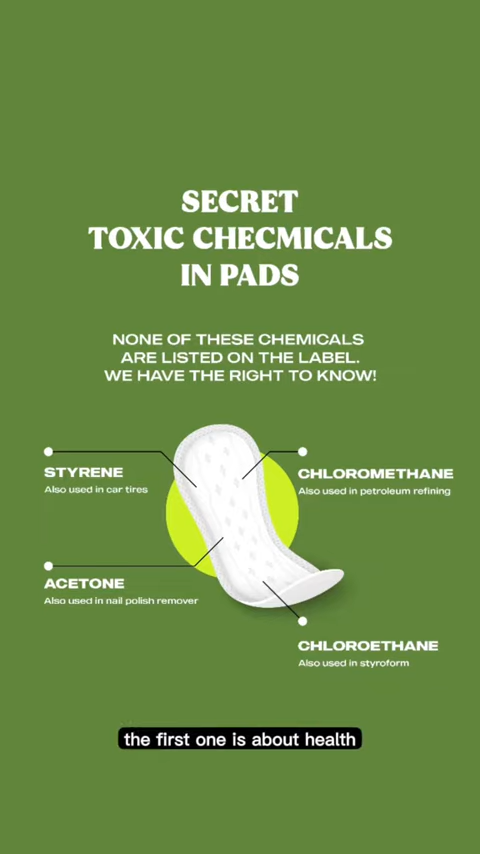 SECRET
TOXIC CHECMICALS
IN PADS
NONE OF THESE CHEMICALS
ARE LISTED ON THE LABEL.
WE HAVE THE RIGHT TO KNOW!
STYRENE
Also used in car tires
CHLOROMETHANE
Also used in petroleum refining
ACETONE
Also used in nail polish remover
CHLOROETHANE
Also used in styroform
the first one is about health